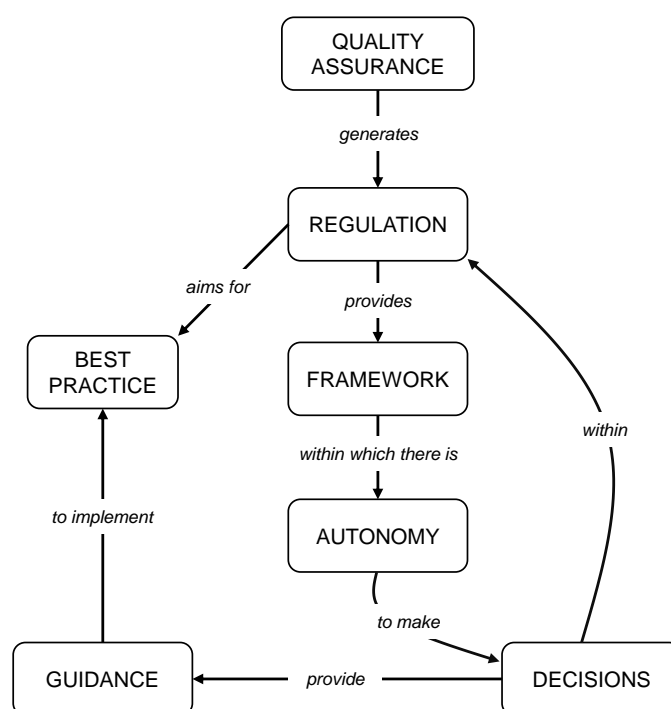 QUALITY
ASSURANCE
generates
REGULATION
aims for
provides
BEST
PRACTICE
FRAMEWORK
within
within which there is
to implement
AUTONOMY
to make
GUIDANCE
provide
DECISIONS